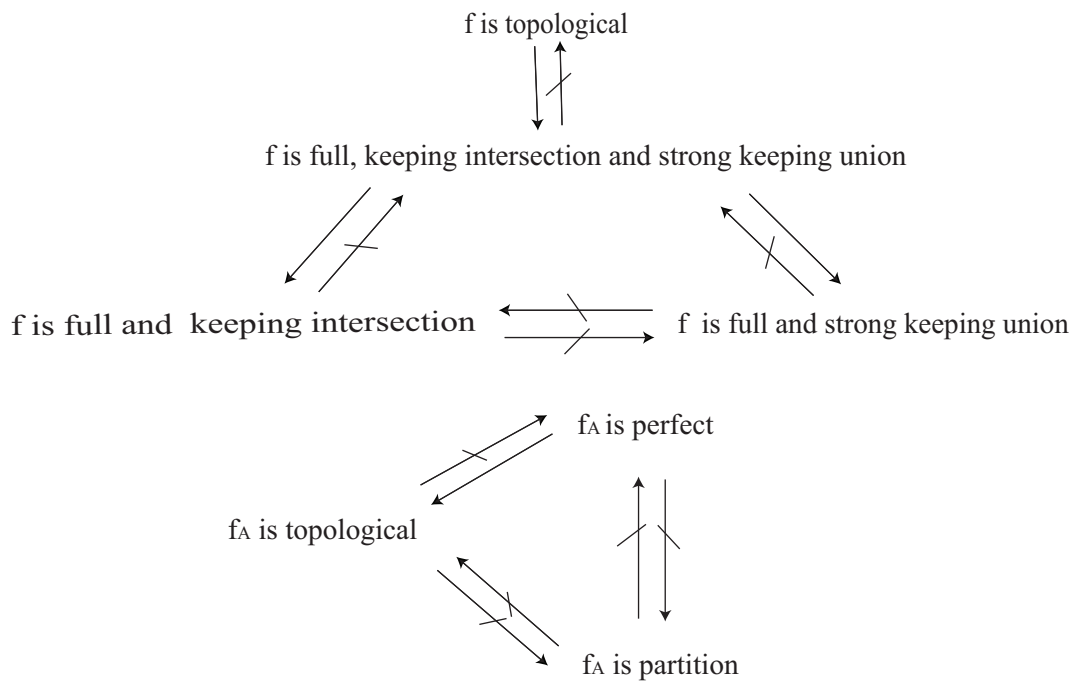 f is topological
f is full, keeping intersection and strong keeping union
f is full and keeping intersection
f is full and strong keeping union
fA is perfect
fA is topological
fA is partition